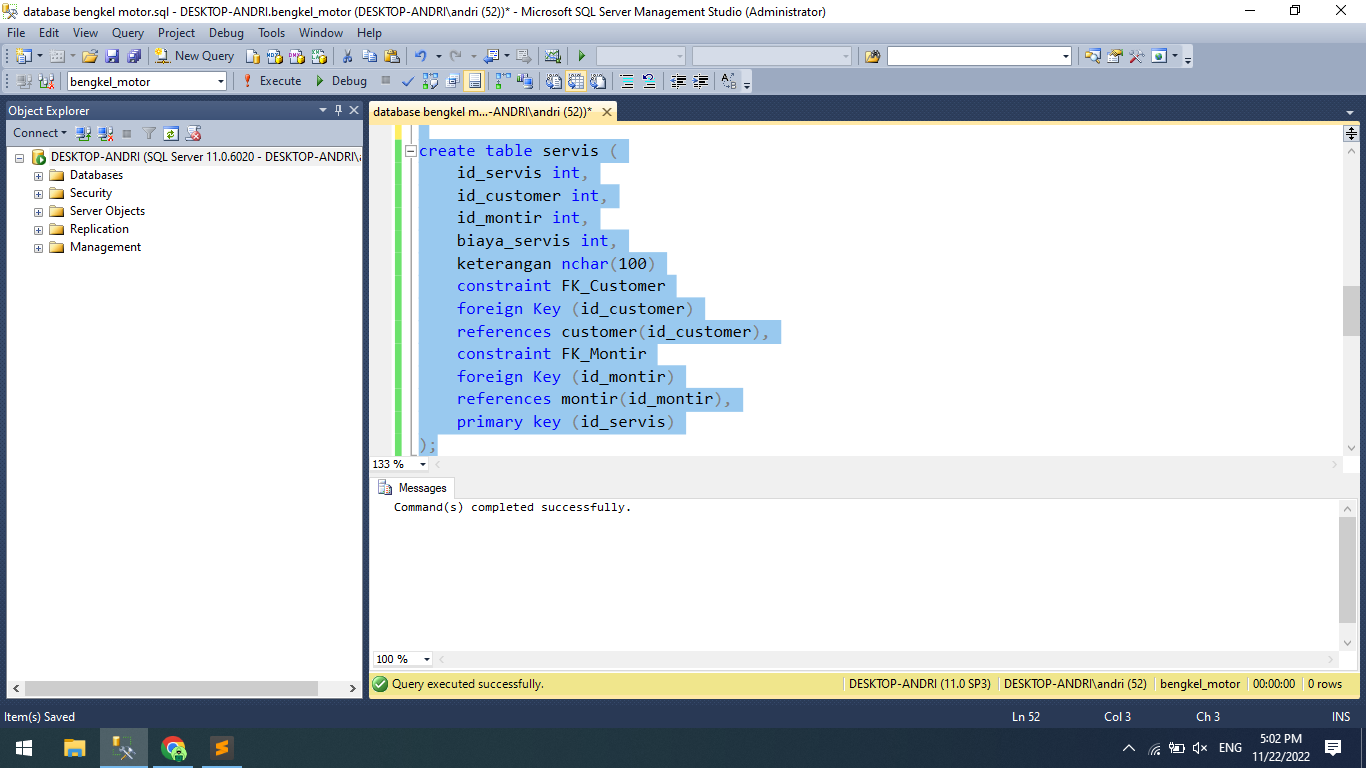 database bengkel motor.sql - DESKTOP-ANDRI.bengkel_motor (DESKTOP-ANDRI\andri (52))* - Microsoft SQL Server Management Studio (Administrator)
File Edit View Query Project Debug Tools Window Help
New Query
bengkel_motor Execute Debug
Object Explorer
Connect
DESKTOP-ANDRI (SQL Server 11.0.6020 - DESKTOP-ANDRI\
Databases
Security
Server Objects
Replication
Management
database bengkel m...-ANDRI\andri (52))*
create table servis (
id_servis int,
id_customer int,
id_montir int,
biaya_servis int,
keterangan nchar(100)
constraint FK_Customer
foreign Key (id_customer)
references customer(id_customer),
constraint FK_Montir
foreign Key (id_montir)
references montir(id_montir),
primary key (id_servis)
);
133 %
Messages
Command(s) completed successfully.
100 %
Query executed successfully. DESKTOP-ANDRI (11.0 SP3) DESKTOP-ANDRI\andri (52) bengkel_motor 00:00:00 0 rows
Item(s) Saved Ln 52 Col 3 Ch 3 INS
ENG 5:02 PM
11/22/2022